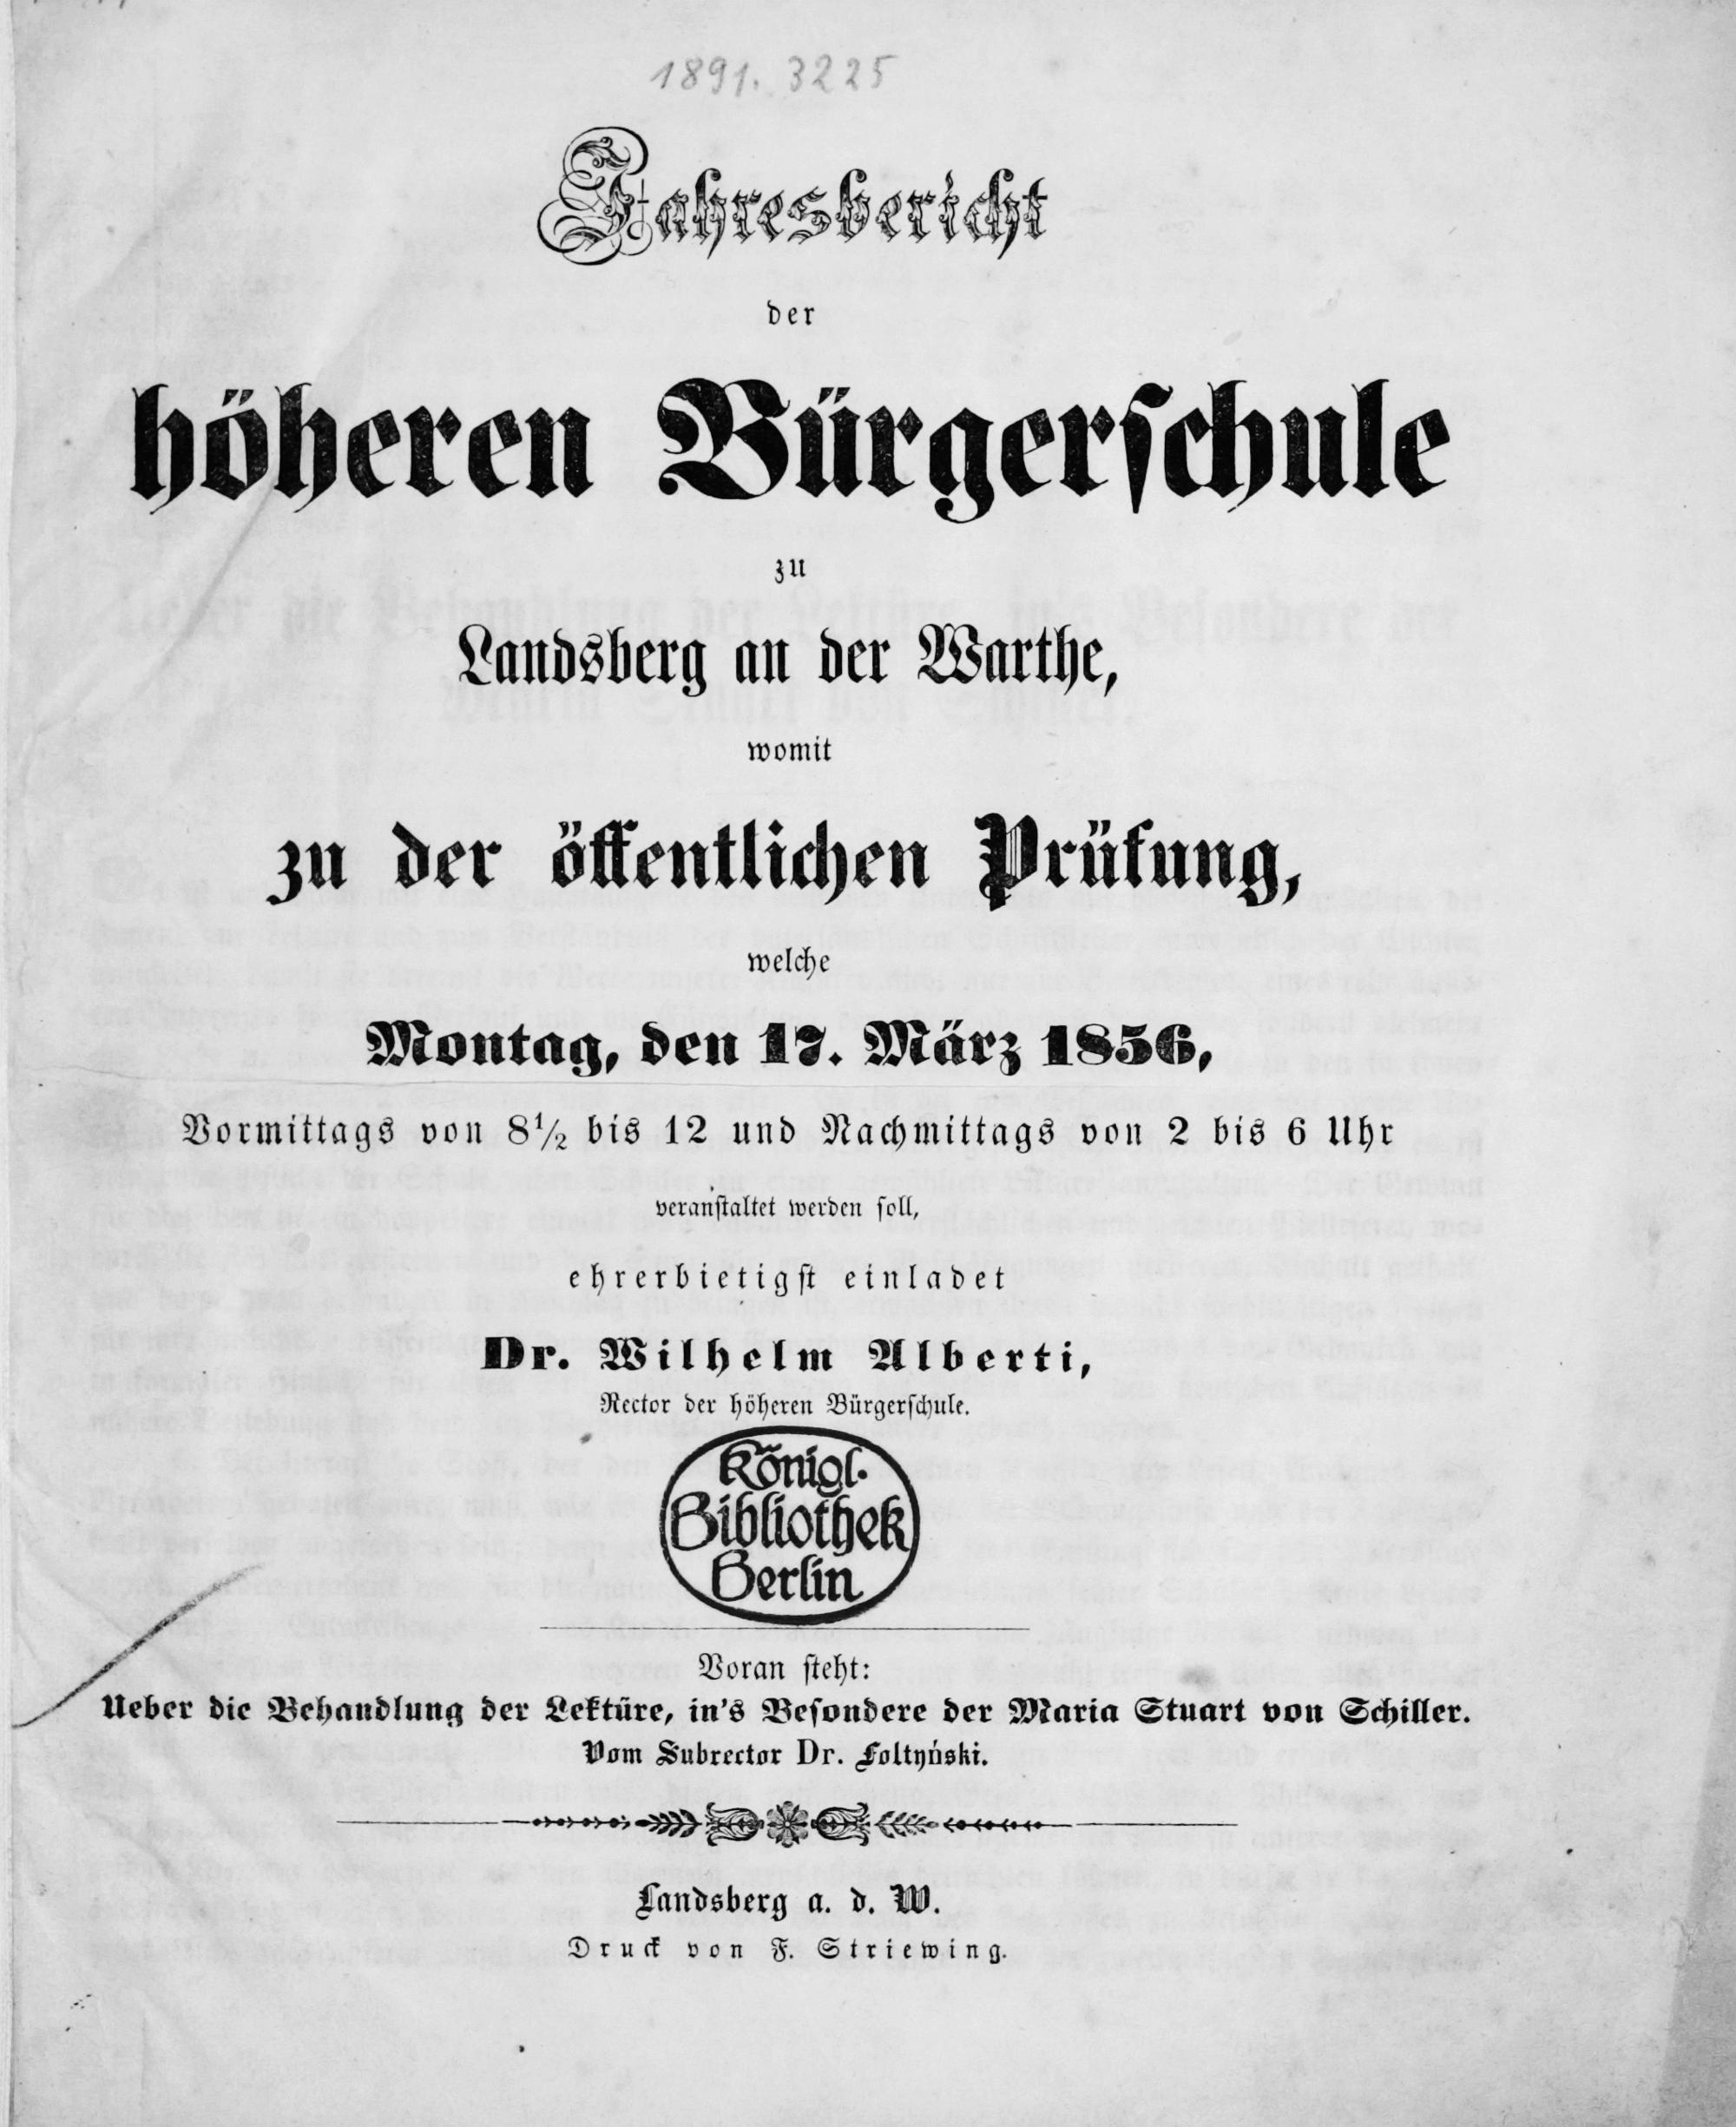 1891. 3225
Jahresbericht
der
höheren Bürgerschule
zu
Landsberg an der Warthe,
womit
zu der öffentlichen Prüfung,
welche
Montag, den 17. März 1856,
Vormittags von 8½ bis 12 und Nachmittags von 2 bis 6 Uhr
veranstaltet werden soll,
ehrerbietigst einladet
Dr. Wilhelm Alberti,
Rector der höheren Bürgerschule.
Königl.
Bibliothek
Berlin
Voran steht:
Ueber die Behandlung der Lektüre, in's Besondere der Maria Stuart von Schiller.
Vom Subrector Dr. Foltyński.
Landsberg a. d. W.
Druck von F. Striewing.